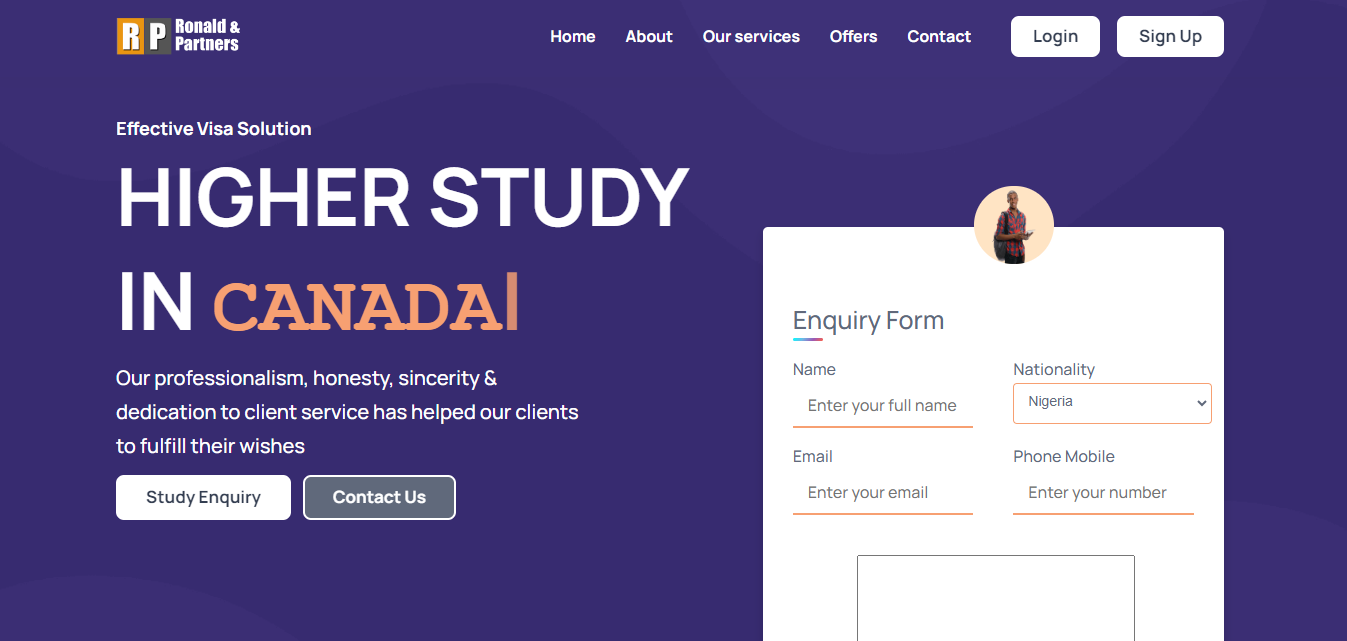 RP Ronald &
Partners
Home About Our services Offers Contact Login Sign Up
Effective Visa Solution
HIGHER STUDY
IN CANADA
Our professionalism, honesty, sincerity &
dedication to client service has helped our clients
to fulfill their wishes
Study Enquiry Contact Us
Enquiry Form
Name Nationality
Enter your full name Nigeria
Email Phone Mobile
Enter your email Enter your number